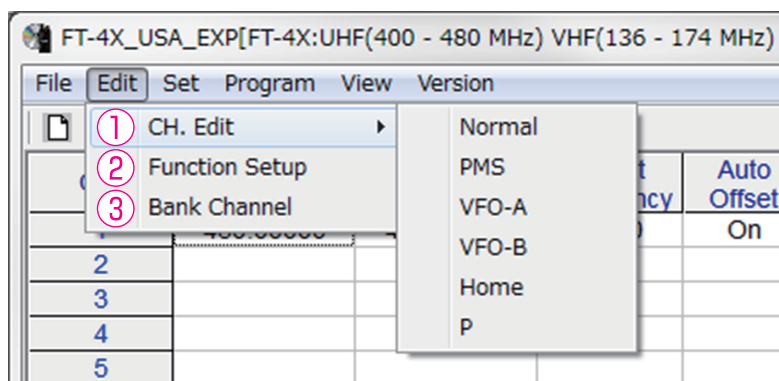 FT-4X_USA_EXP[FT-4X:UHF(400 - 480 MHz) VHF(136 - 174 MHz)
File Edit Set Program View Version
① CH. Edit
② Function Setup
③ Bank Channel
Normal
PMS
VFO-A
VFO-B
Home
P
Auto
Offset
On
2
3
4
5